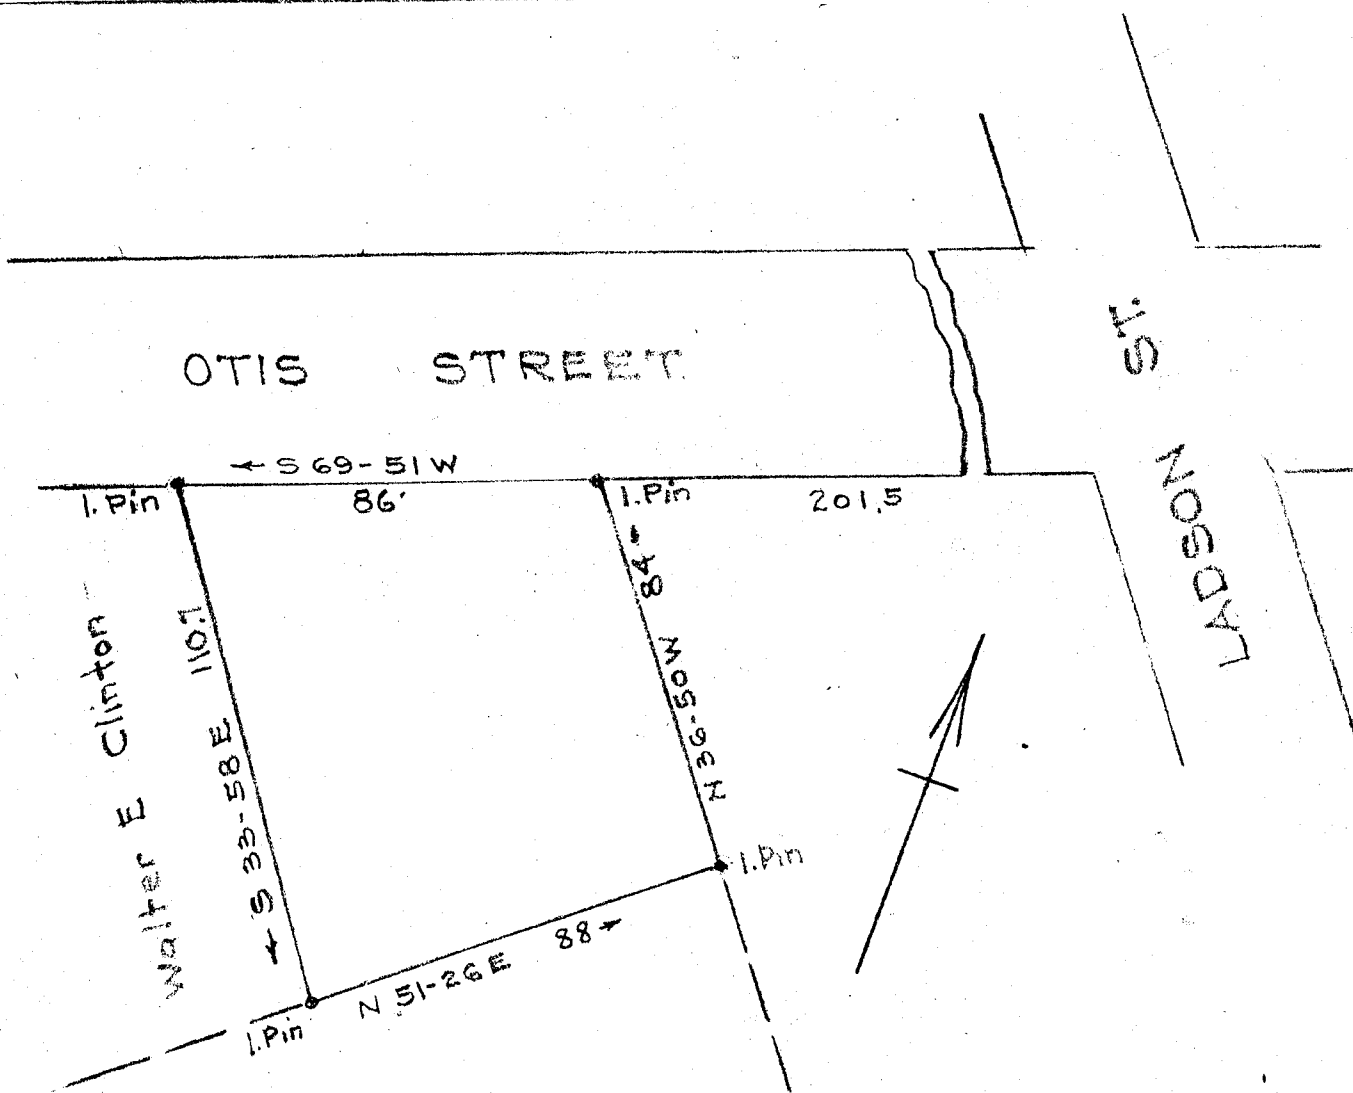 OTIS STREET
LADSON ST.
← S 69-51 W
86'
I. Pin
I. Pin
201.5
N 36-50 W 84 →
S 33-58 E 110.7
Walter E Clinton
I. Pin
N 51-26 E 88 →
I. Pin